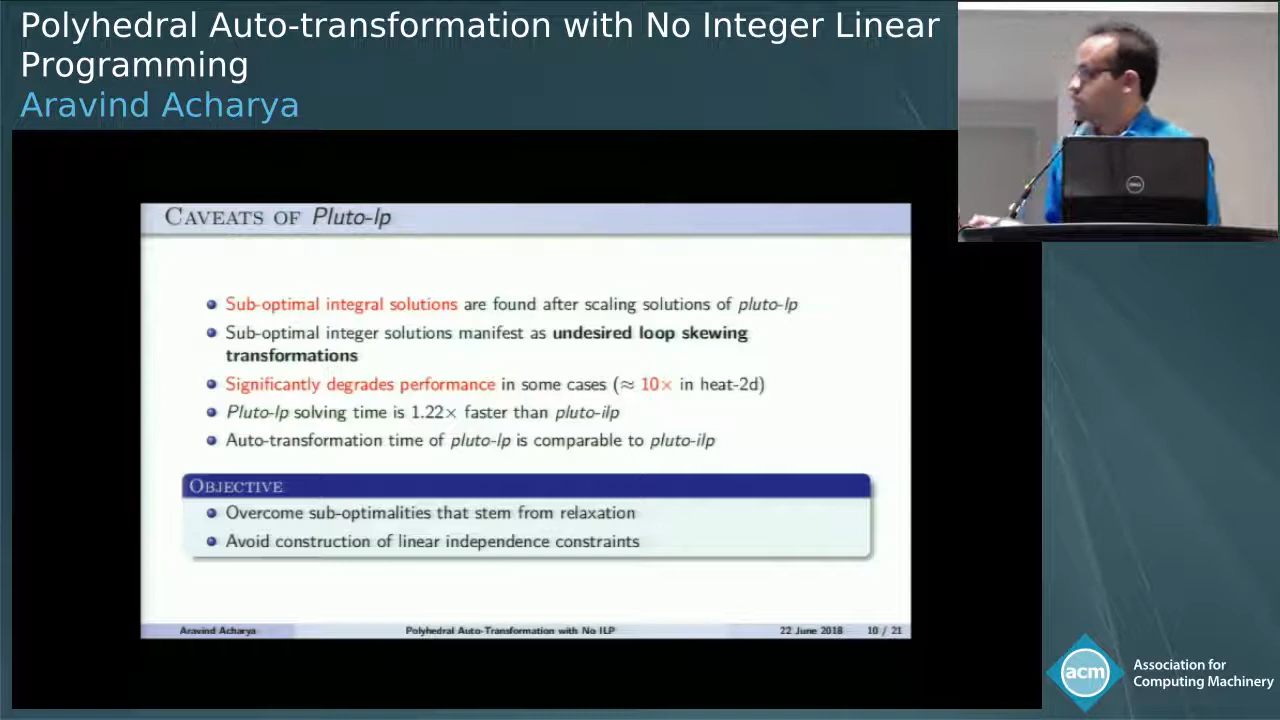 Polyhedral Auto-transformation with No Integer Linear
Programming
Aravind Acharya
CAVEATS OF Pluto-lp
Sub-optimal integral solutions are found after scaling solutions of pluto-lp
Sub-optimal integer solutions manifest as undesired loop skewing
transformations
Significantly degrades performance in some cases (≈ 10× in heat-2d)
Pluto-lp solving time is 1.22× faster than pluto-ilp
Auto-transformation time of pluto-lp is comparable to pluto-ilp
OBJECTIVE
Overcome sub-optimalities that stem from relaxation
Avoid construction of linear independence constraints
Aravind Acharya Polyhedral Auto-Transformation with No ILP 22 June 2018 10 / 21
acm
Association for
Computing Machinery